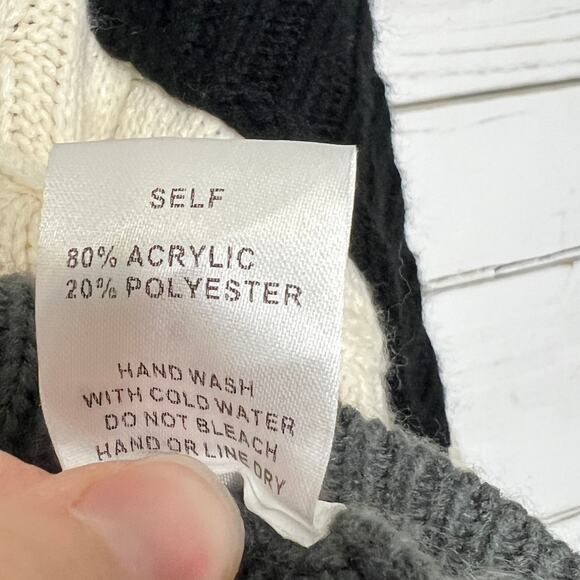 SELF
80% ACRYLIC
20% POLYESTER
HAND WASH
WITH COLD WATER
DO NOT BLEACH
HAND OR LINE DRY